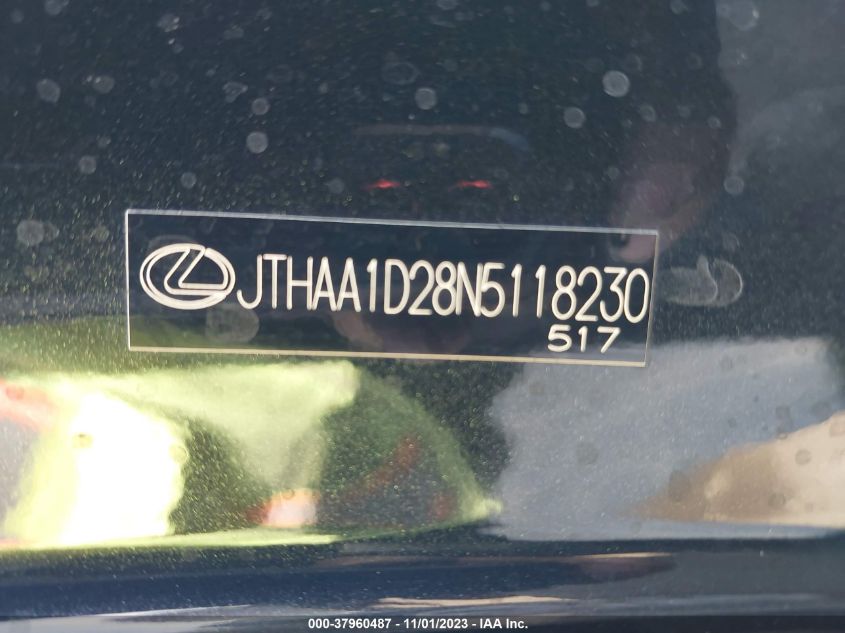 JTHAA1D28N5118230
517
000-37960487 - 11/01/2023 - IAA Inc.